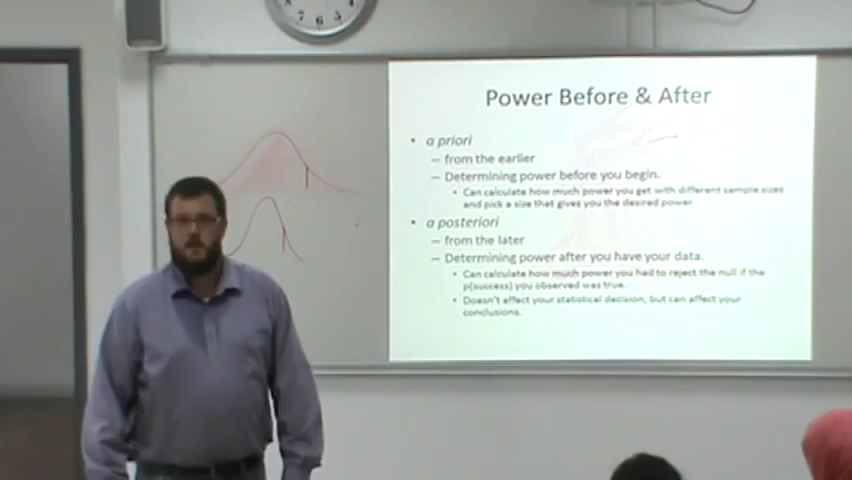 7 6 5
Power Before & After
• a priori
– from the earlier
– Determining power before you begin.
• Can calculate how much power you get with different sample sizes
and pick a size that gives you the desired power.
• a posteriori
– from the later
– Determining power after you have your data.
• Can calculate how much power you had to reject the null if the
p(success) you observed was true.
• Doesn't affect your statistical decision, but can affect your
conclusions.